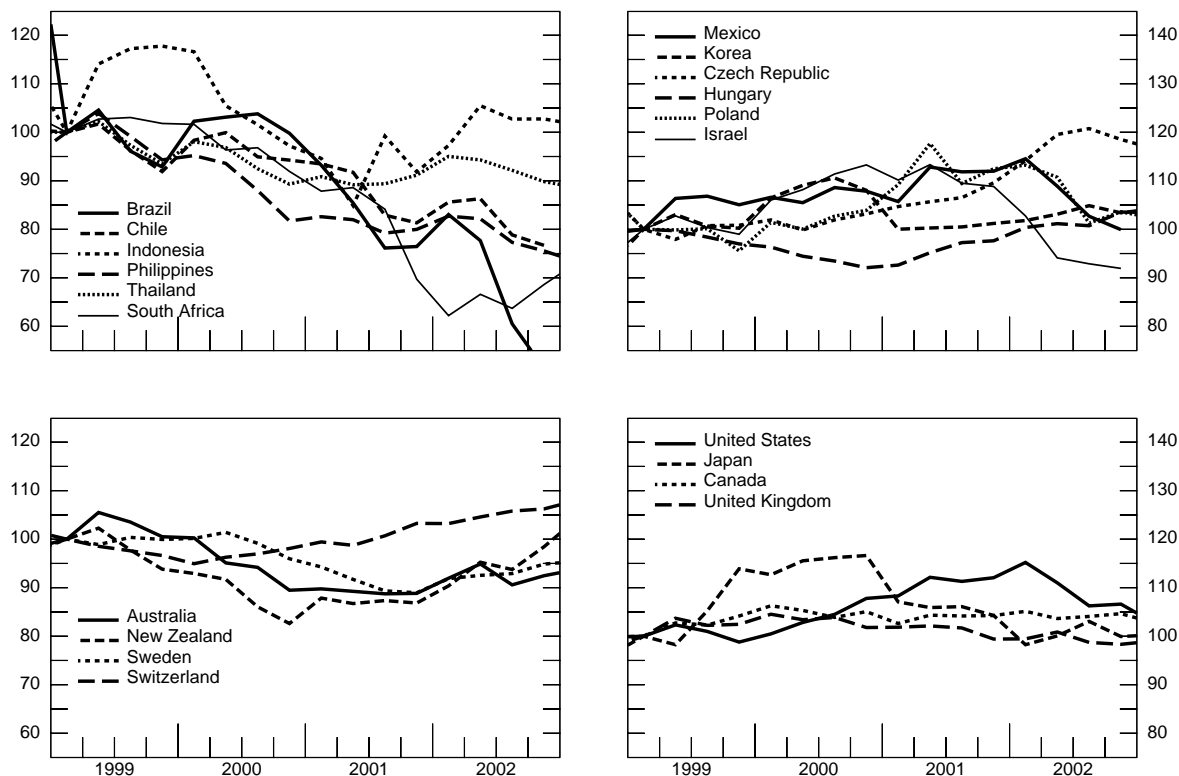 120
110
100
90
80
70
60
Brazil
Chile
Indonesia
Philippines
Thailand
South Africa
Mexico
Korea
Czech Republic
Hungary
Poland
Israel
140
130
120
110
100
90
80
120
110
100
90
80
70
60
Australia
New Zealand
Sweden
Switzerland
1999 2000 2001 2002
United States
Japan
Canada
United Kingdom
140
130
120
110
100
90
80
1999 2000 2001 2002